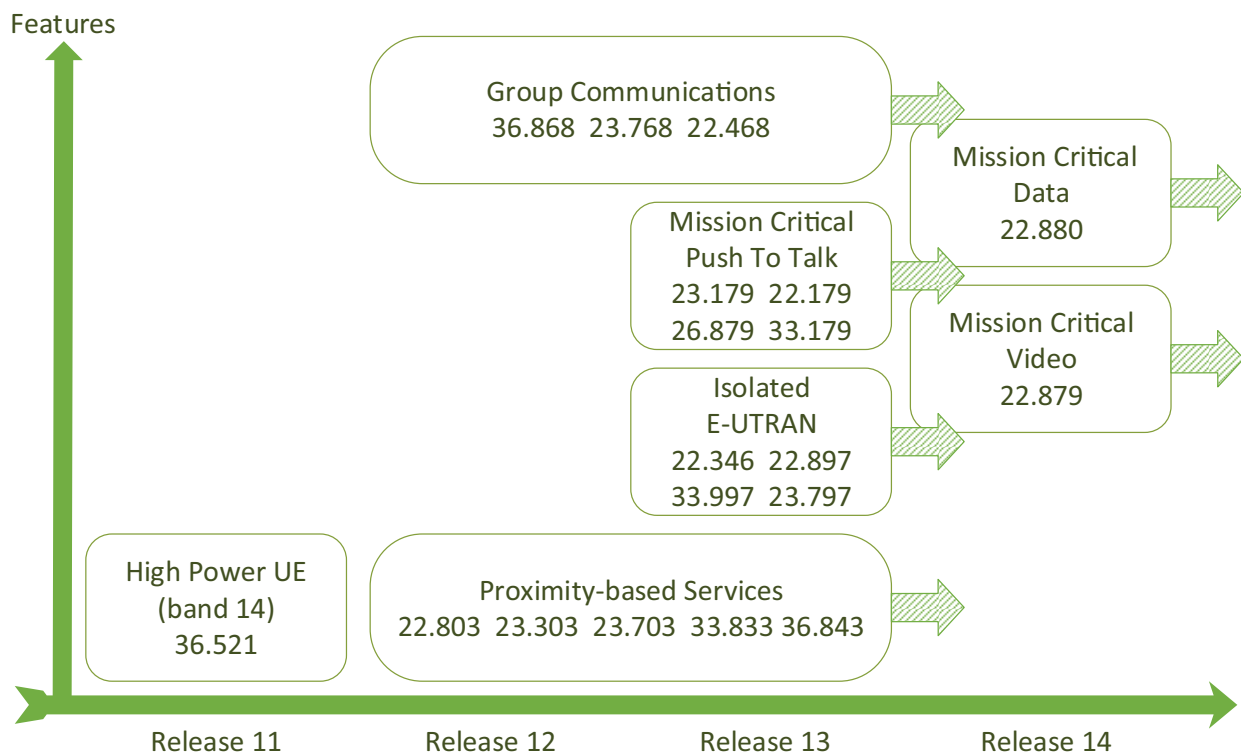 Features
Group Communications
36.868 23.768 22.468
Mission Critical
Data
22.880
Mission Critical
Push To Talk
23.179 22.179
26.879 33.179
Mission Critical
Video
22.879
Isolated
E-UTRAN
22.346 22.897
33.997 23.797
High Power UE
(band 14)
36.521
Proximity-based Services
22.803 23.303 23.703 33.833 36.843
Release 11
Release 12
Release 13
Release 14